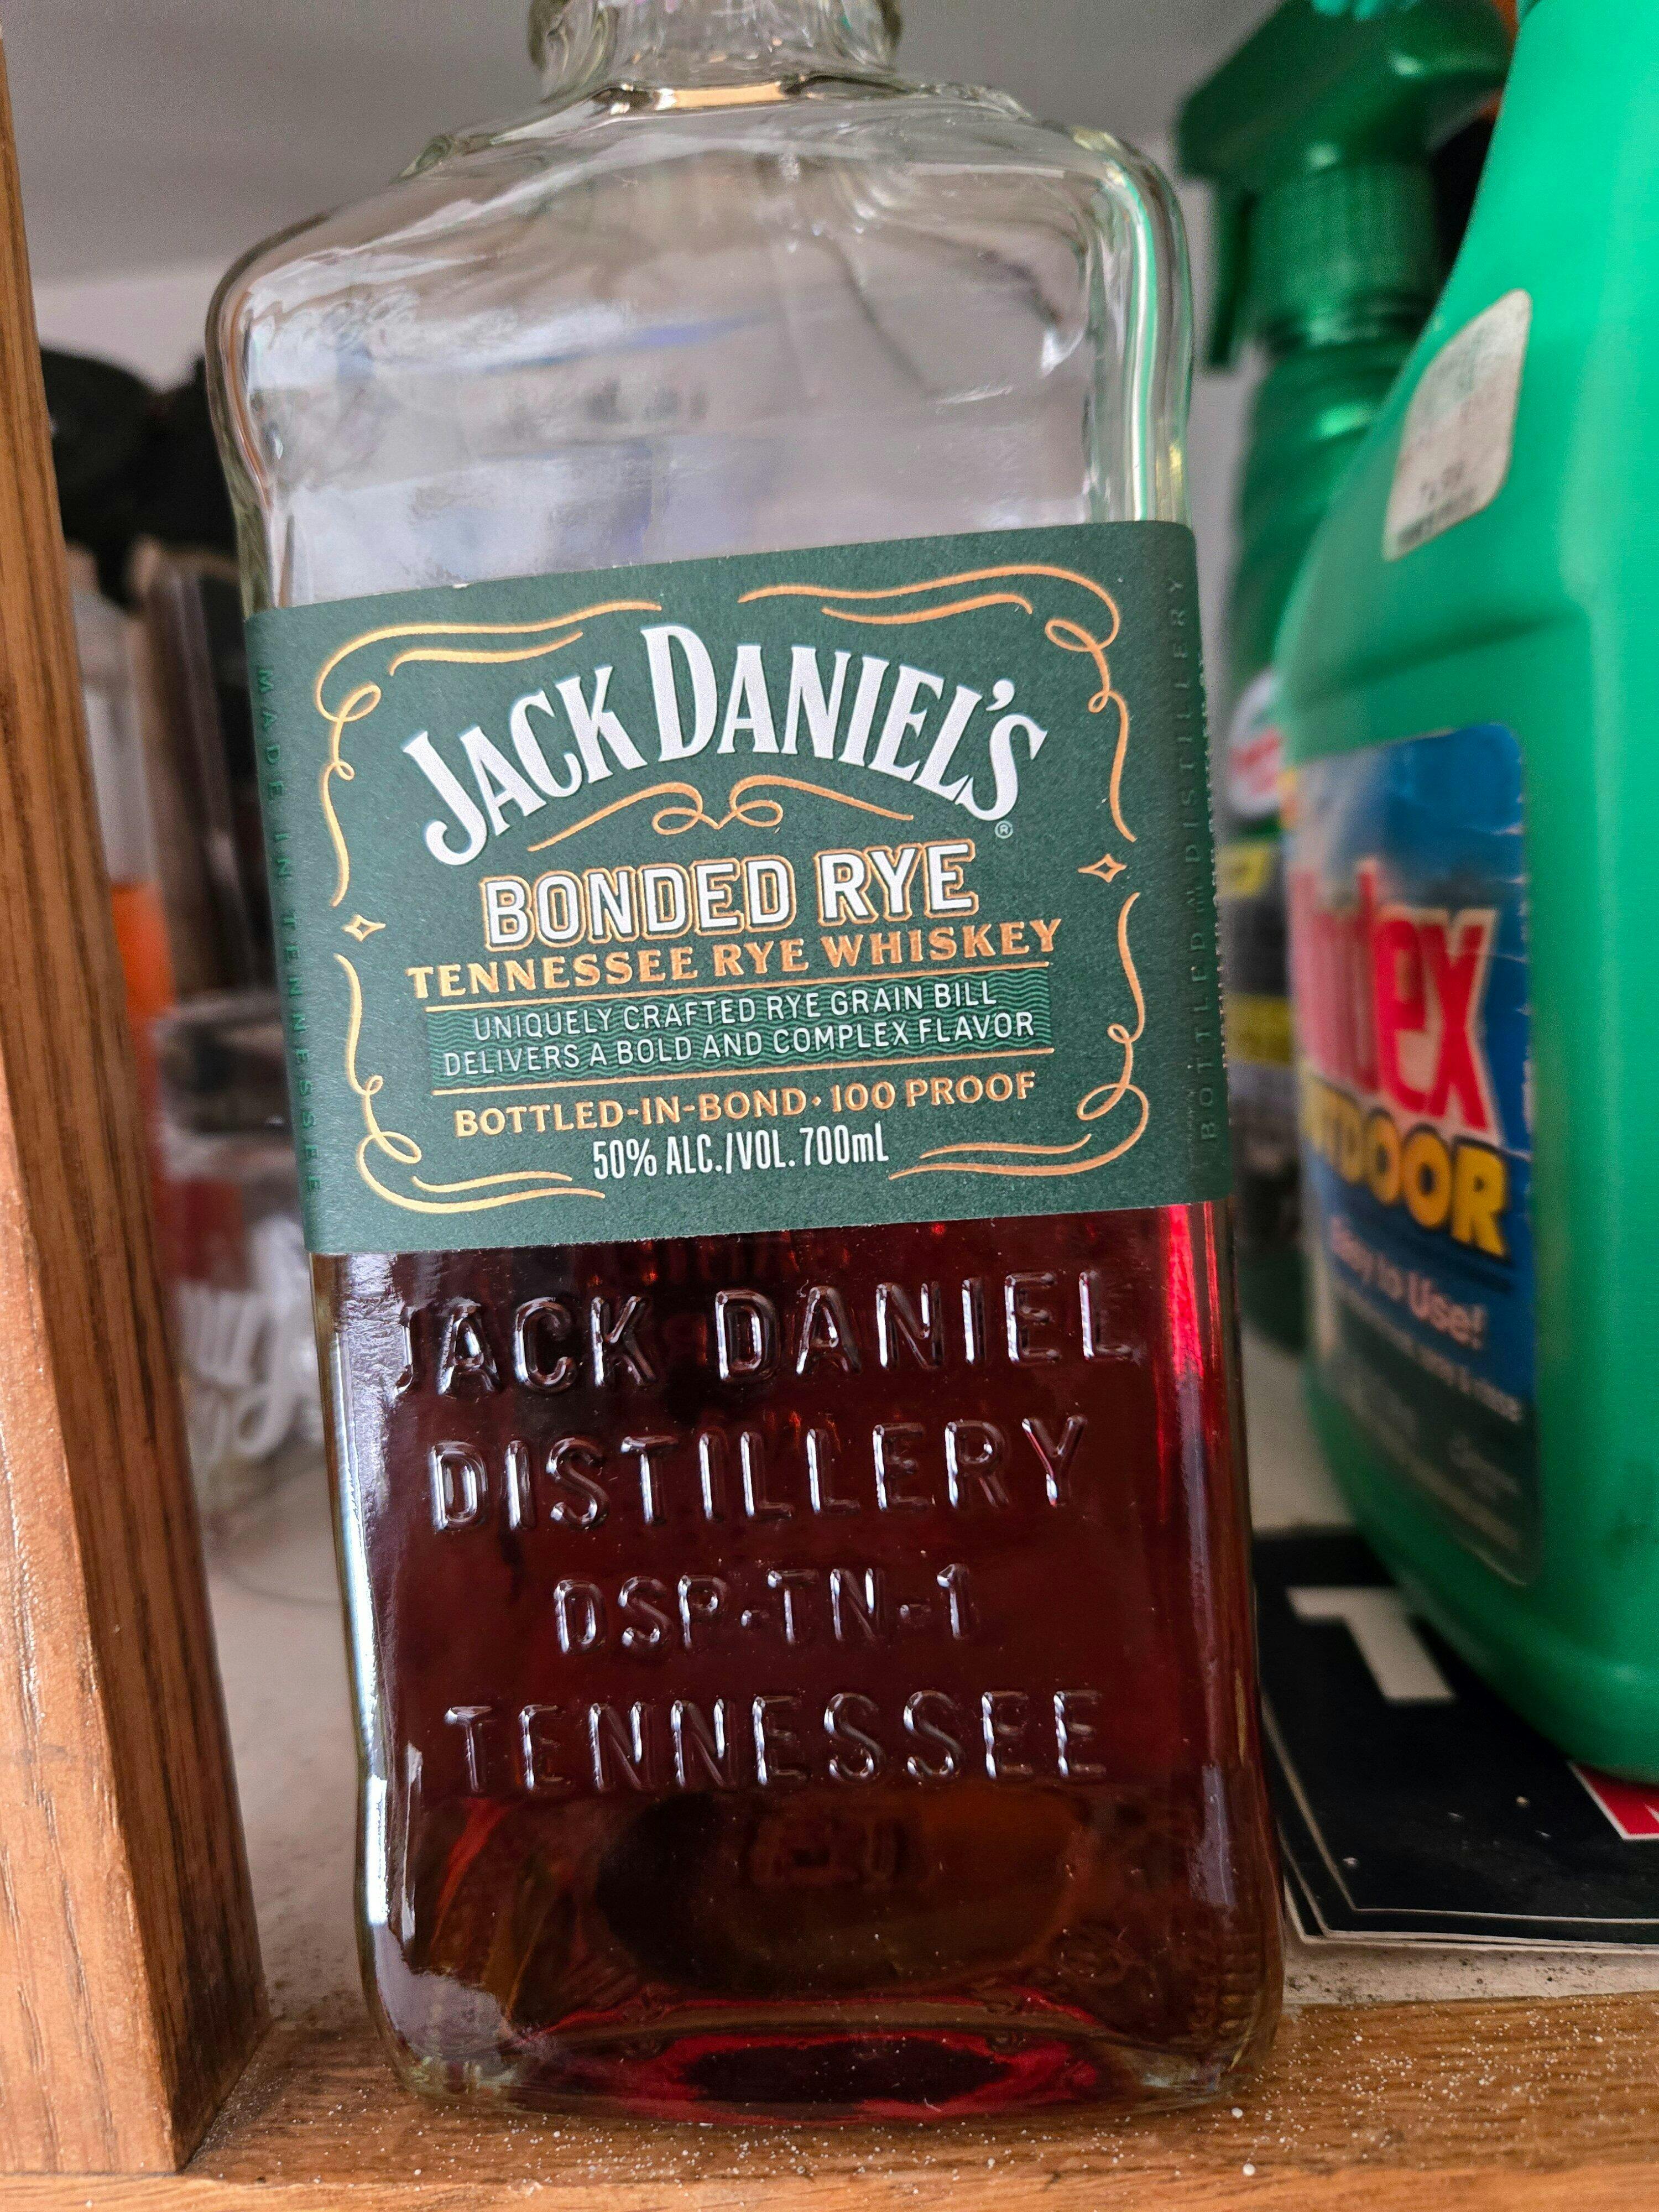 JACK DANIEL'S
®
BONDED RYE
TENNESSEE RYE WHISKEY
UNIQUELY CRAFTED RYE GRAIN BILL
DELIVERS A BOLD AND COMPLEX FLAVOR
BOTTLED-IN-BOND • 100 PROOF
50% ALC./VOL. 700mL
MADE IN TENNESSEE
DISTILLERY
JACK DANIEL
DISTILLERY
DSP-TN-1
TENNESSEE
Easy to Use!
T